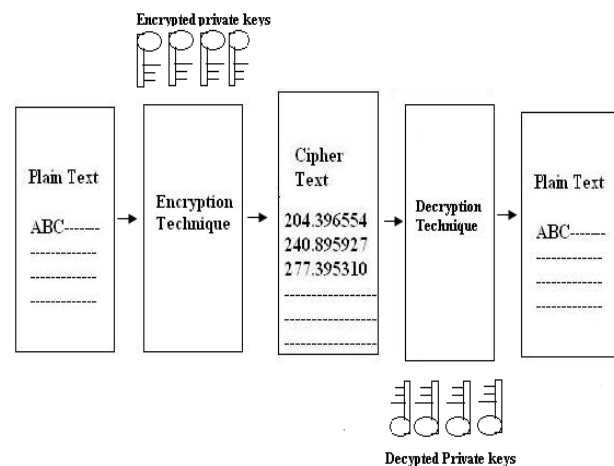 Encrypted private keys
Plain Text
ABC-------
--------------
--------------
--------------
Encryption
Technique
Cipher
Text
204.396554
240.895927
277.395310
--------------------
--------------------
--------------------
Decryption
Technique
Plain Text
ABC-------
--------------
--------------
--------------
Decypted Private keys